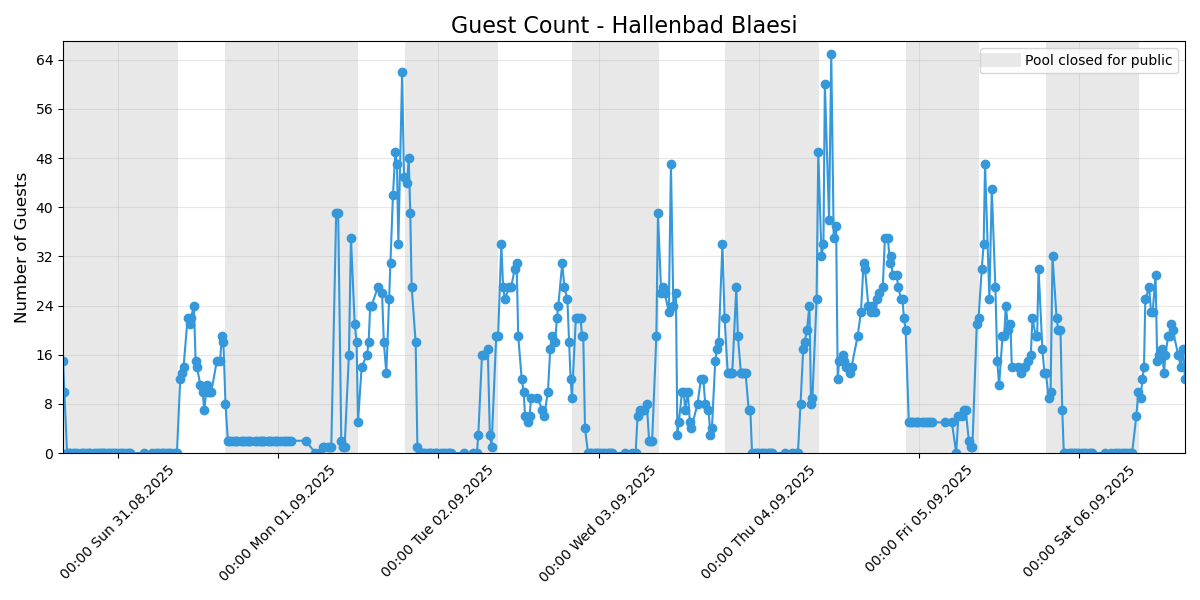 Guest Count - Hallenbad Blaesi
Pool closed for public
Number of Guests
64
56
48
40
32
24
16
8
0
00:00 Sun 31.08.2025
00:00 Mon 01.09.2025
00:00 Tue 02.09.2025
00:00 Wed 03.09.2025
00:00 Thu 04.09.2025
00:00 Fri 05.09.2025
00:00 Sat 06.09.2025